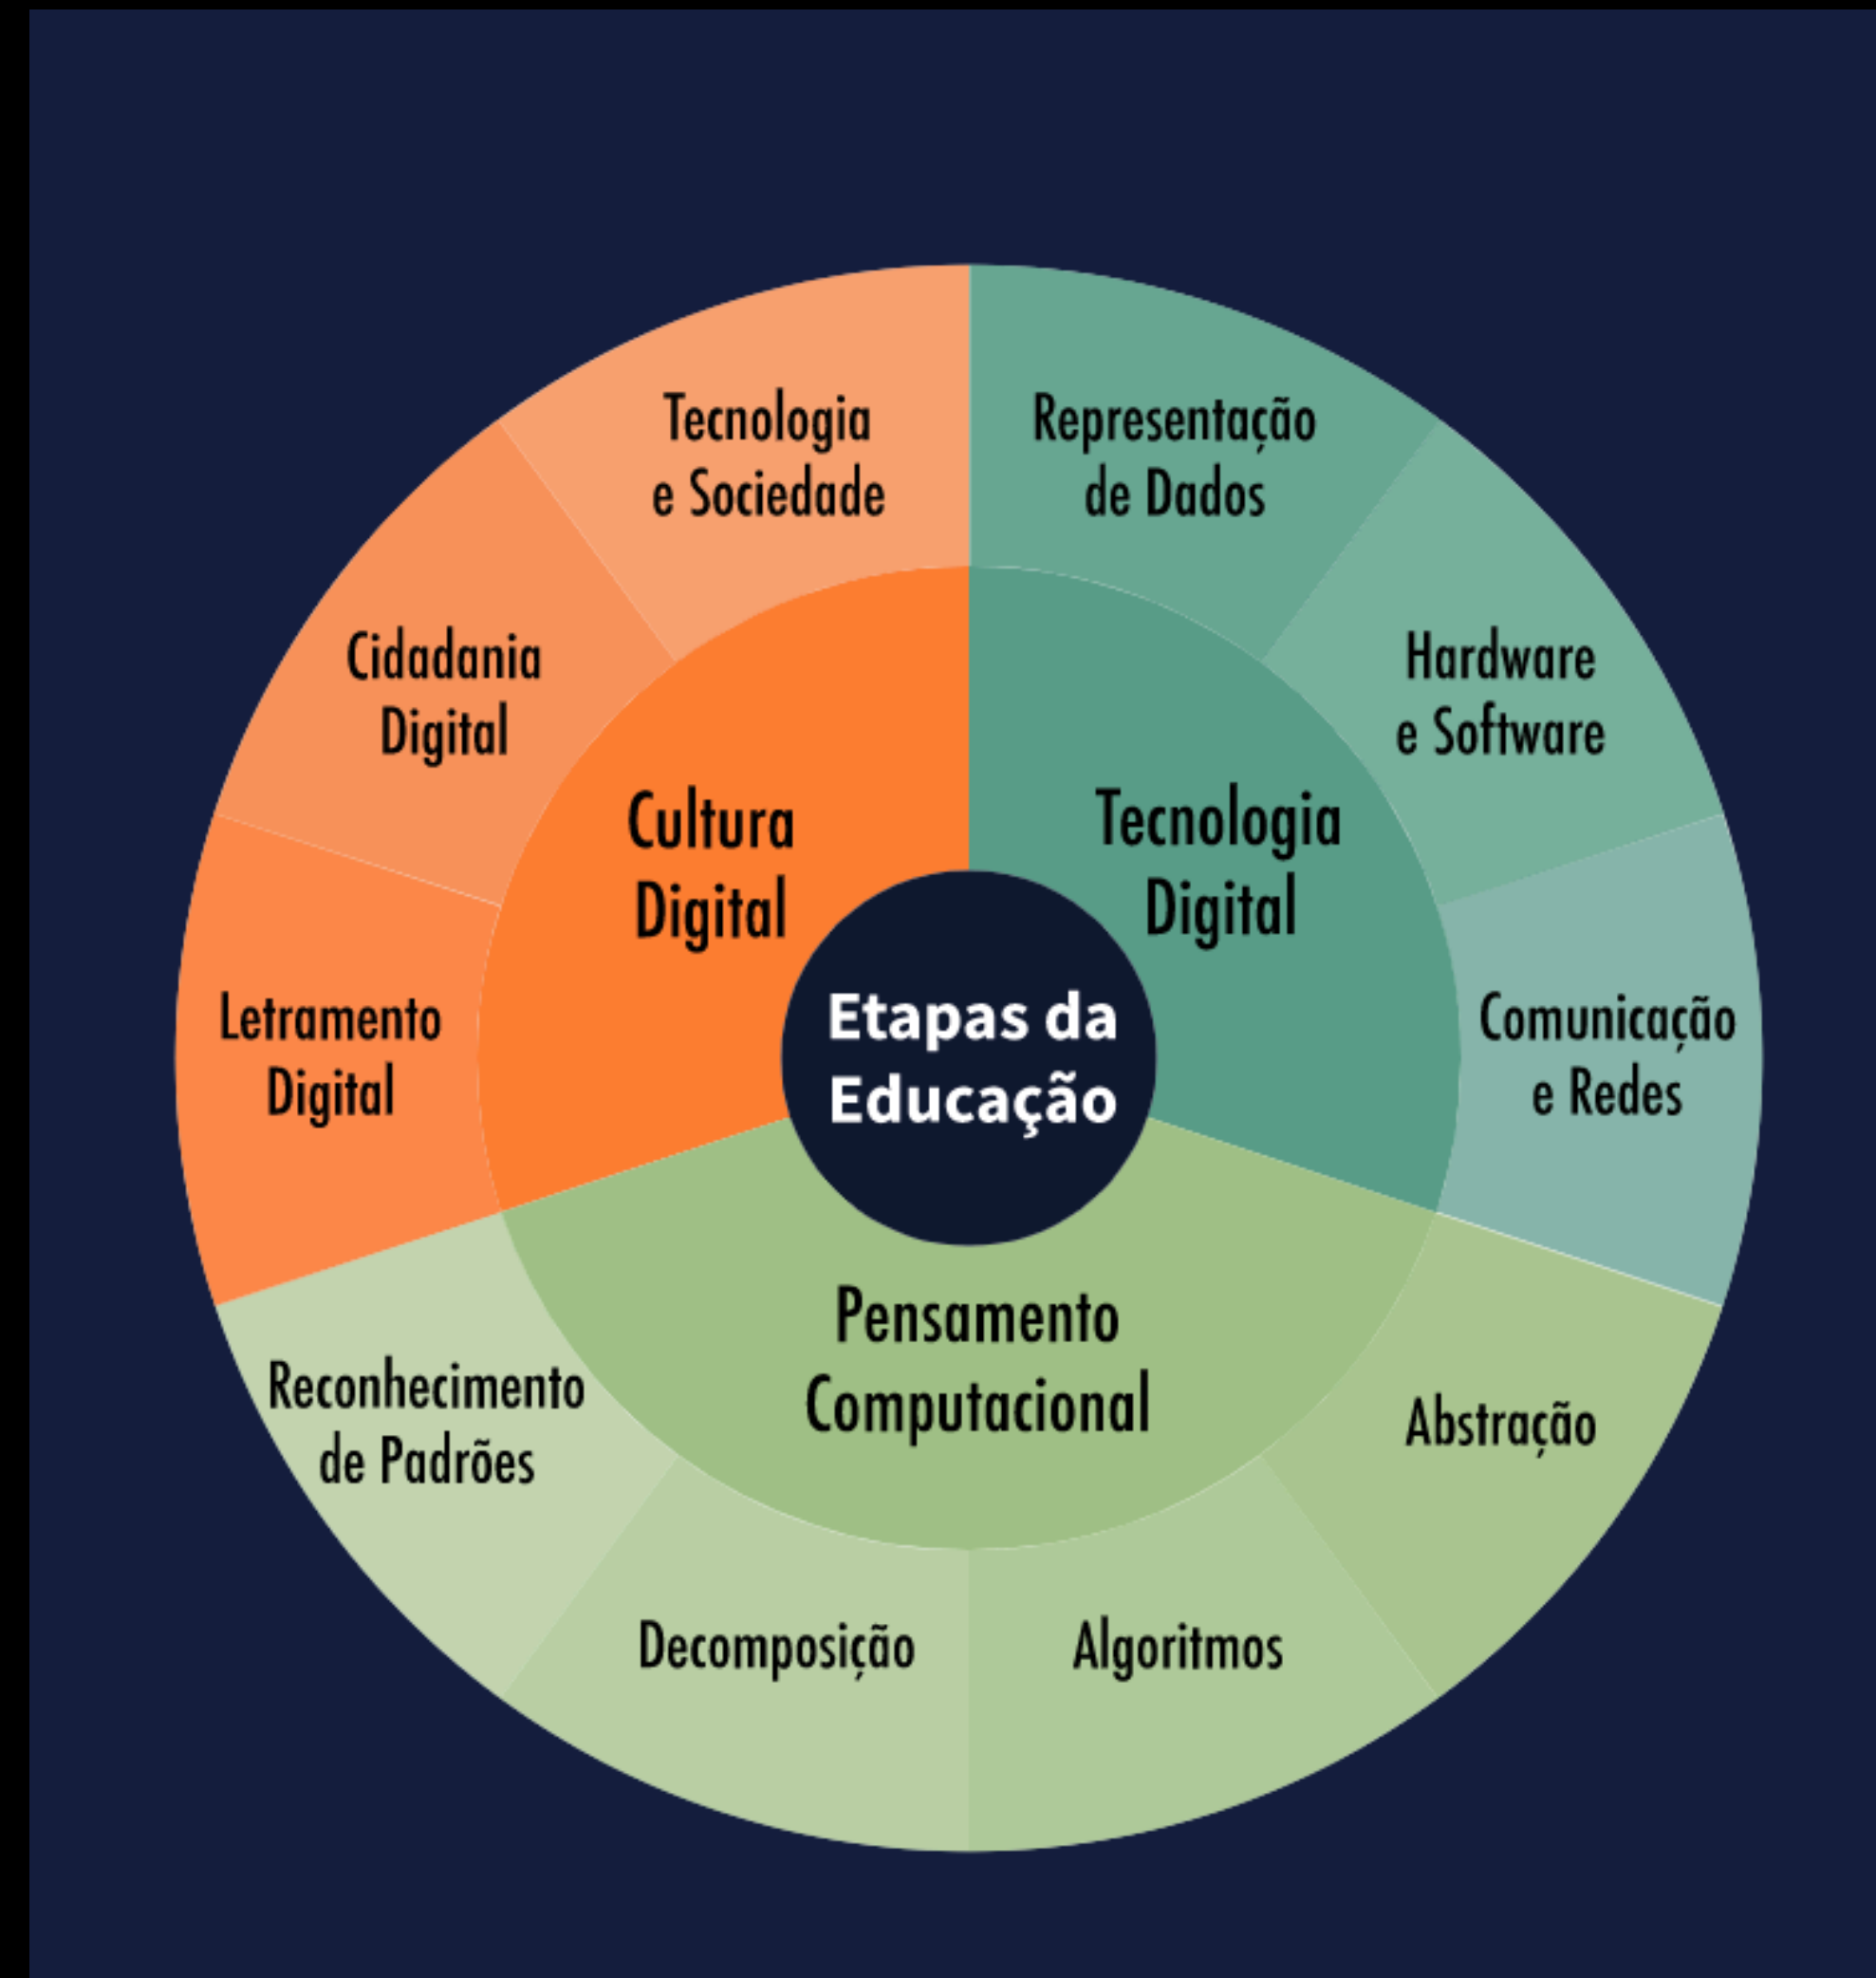 Tecnologia
e Sociedade
Representação
de Dados
Cidadania
Digital
Hardware
e Software
Cultura
Digital
Tecnologia
Digital
Letramento
Digital
Etapas da
Educação
Comunicação
e Redes
Pensamento
Computacional
Reconhecimento
de Padrões
Abstração
Decomposição
Algoritmos